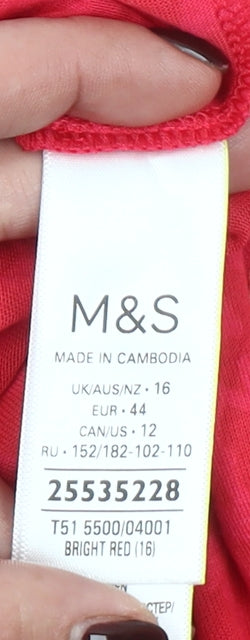 M&S
MADE IN CAMBODIA
UK/AUS/NZ • 16
EUR • 44
CAN/US • 12
RU • 152/182-102-110
25535228
T51 5500/04001
BRIGHT RED (16)